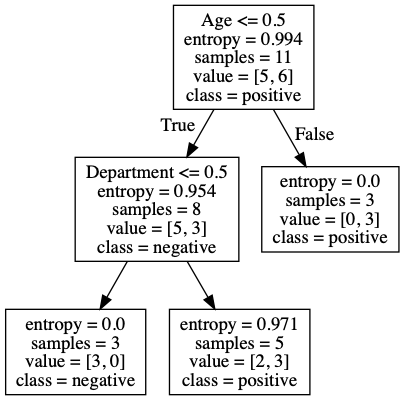 Age <= 0.5
entropy = 0.994
samples = 11
value = [5, 6]
class = positive
True
False
Department <= 0.5
entropy = 0.954
samples = 8
value = [5, 3]
class = negative
entropy = 0.0
samples = 3
value = [0, 3]
class = positive
entropy = 0.0
samples = 3
value = [3, 0]
class = negative
entropy = 0.971
samples = 5
value = [2, 3]
class = positive